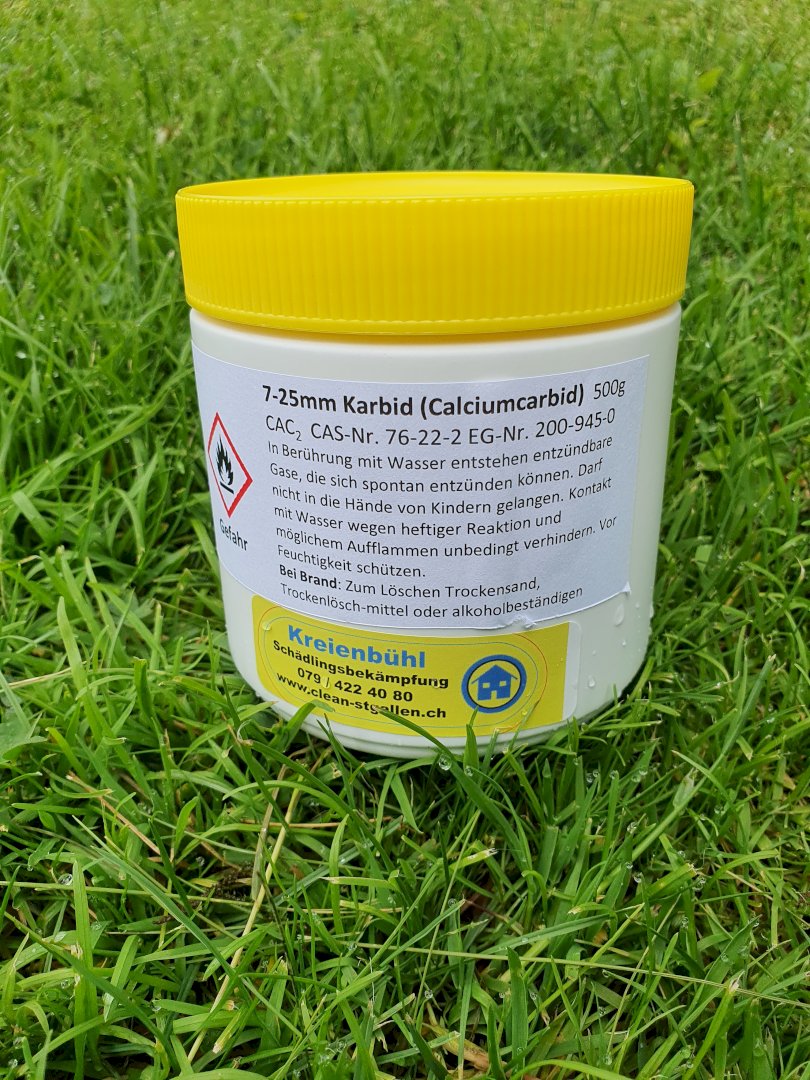 7-25mm Karbid (Calciumcarbid) 500g
CAC₂ CAS-Nr. 76-22-2 EG-Nr. 200-945-0
In Berührung mit Wasser entstehen entzündbare
Gase, die sich spontan entzünden können. Darf
nicht in die Hände von Kindern gelangen. Kontakt
mit Wasser wegen heftiger Reaktion und
möglichem Aufflammen unbedingt verhindern. Vor
Feuchtigkeit schützen.
Bei Brand: Zum Löschen Trockensand,
Trockenlösch-mittel oder alkoholbeständigen
Gefahr
Kreienbühl
Schädlingsbekämpfung
079 / 422 40 80
www.clean-stgallen.ch